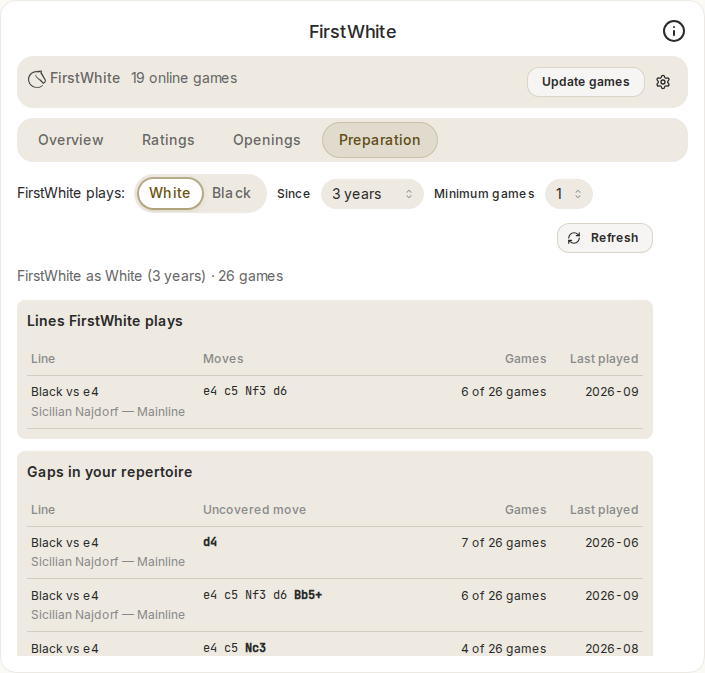 FirstWhite
FirstWhite 19 online games Update games
Overview Ratings Openings Preparation
FirstWhite plays: White Black Since 3 years Minimum games 1
Refresh
FirstWhite as White (3 years) · 26 games
Lines FirstWhite plays
Line Moves Games Last played
Black vs e4 e4 c5 Nf3 d6 6 of 26 games 2026-09
Sicilian Najdorf — Mainline
Gaps in your repertoire
Line Uncovered move Games Last played
Black vs e4 d4 7 of 26 games 2026-06
Sicilian Najdorf — Mainline
Black vs e4 e4 c5 Nf3 d6 Bb5+ 6 of 26 games 2026-09
Sicilian Najdorf — Mainline
Black vs e4 e4 c5 Nc3 4 of 26 games 2026-08